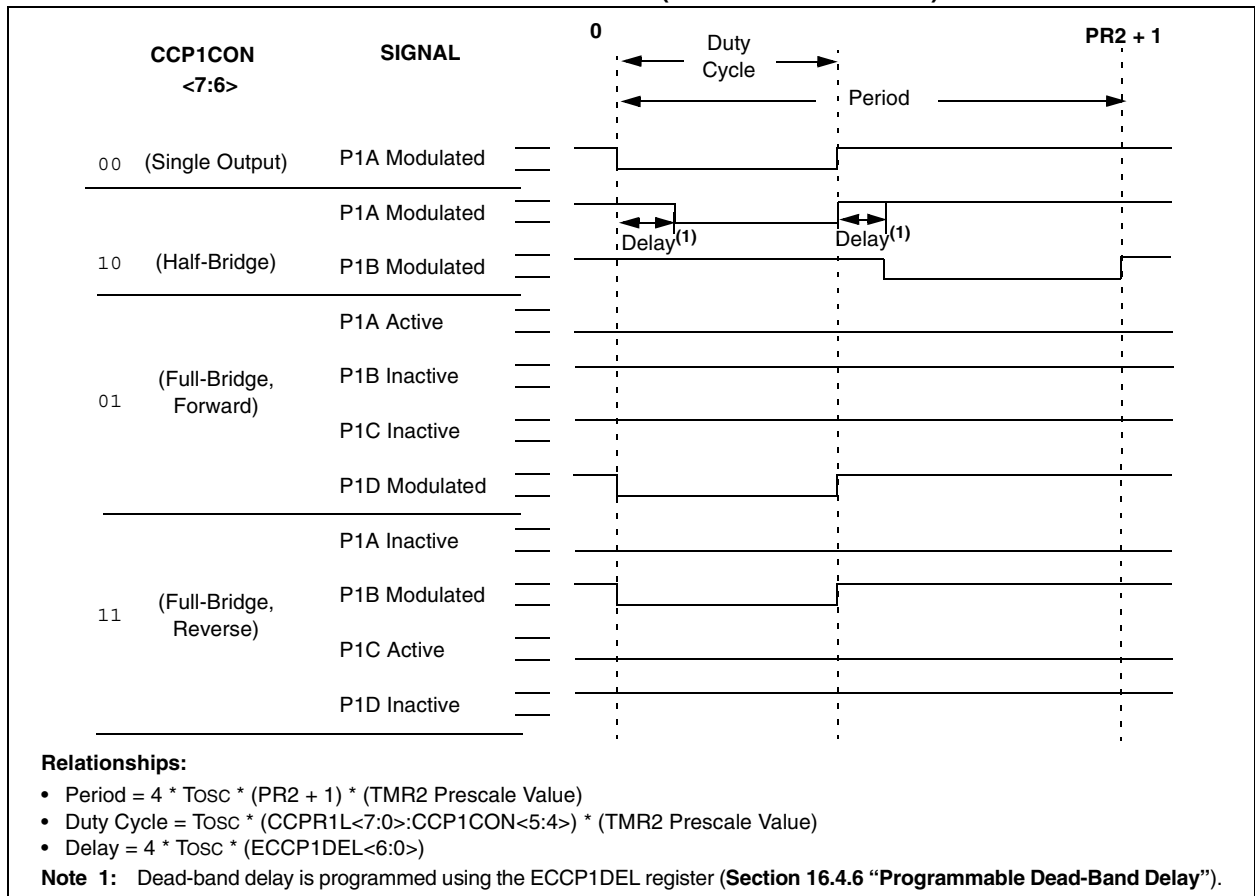 0
PR2 + 1
CCP1CON
<7:6>
SIGNAL
Duty
Cycle
Period
00 (Single Output) P1A Modulated
P1A Modulated
Delay(1) Delay(1)
10 (Half-Bridge) P1B Modulated
P1A Active
(Full-Bridge,
Forward)
01
P1B Inactive
P1C Inactive
P1D Modulated
P1A Inactive
(Full-Bridge,
Reverse)
11
P1B Modulated
P1C Active
P1D Inactive
Relationships:
• Period = 4 * TOSC * (PR2 + 1) * (TMR2 Prescale Value)
• Duty Cycle = TOSC * (CCPR1L<7:0>:CCP1CON<5:4>) * (TMR2 Prescale Value)
• Delay = 4 * TOSC * (ECCP1DEL<6:0>)
Note 1: Dead-band delay is programmed using the ECCP1DEL register (Section 16.4.6 “Programmable Dead-Band Delay”).